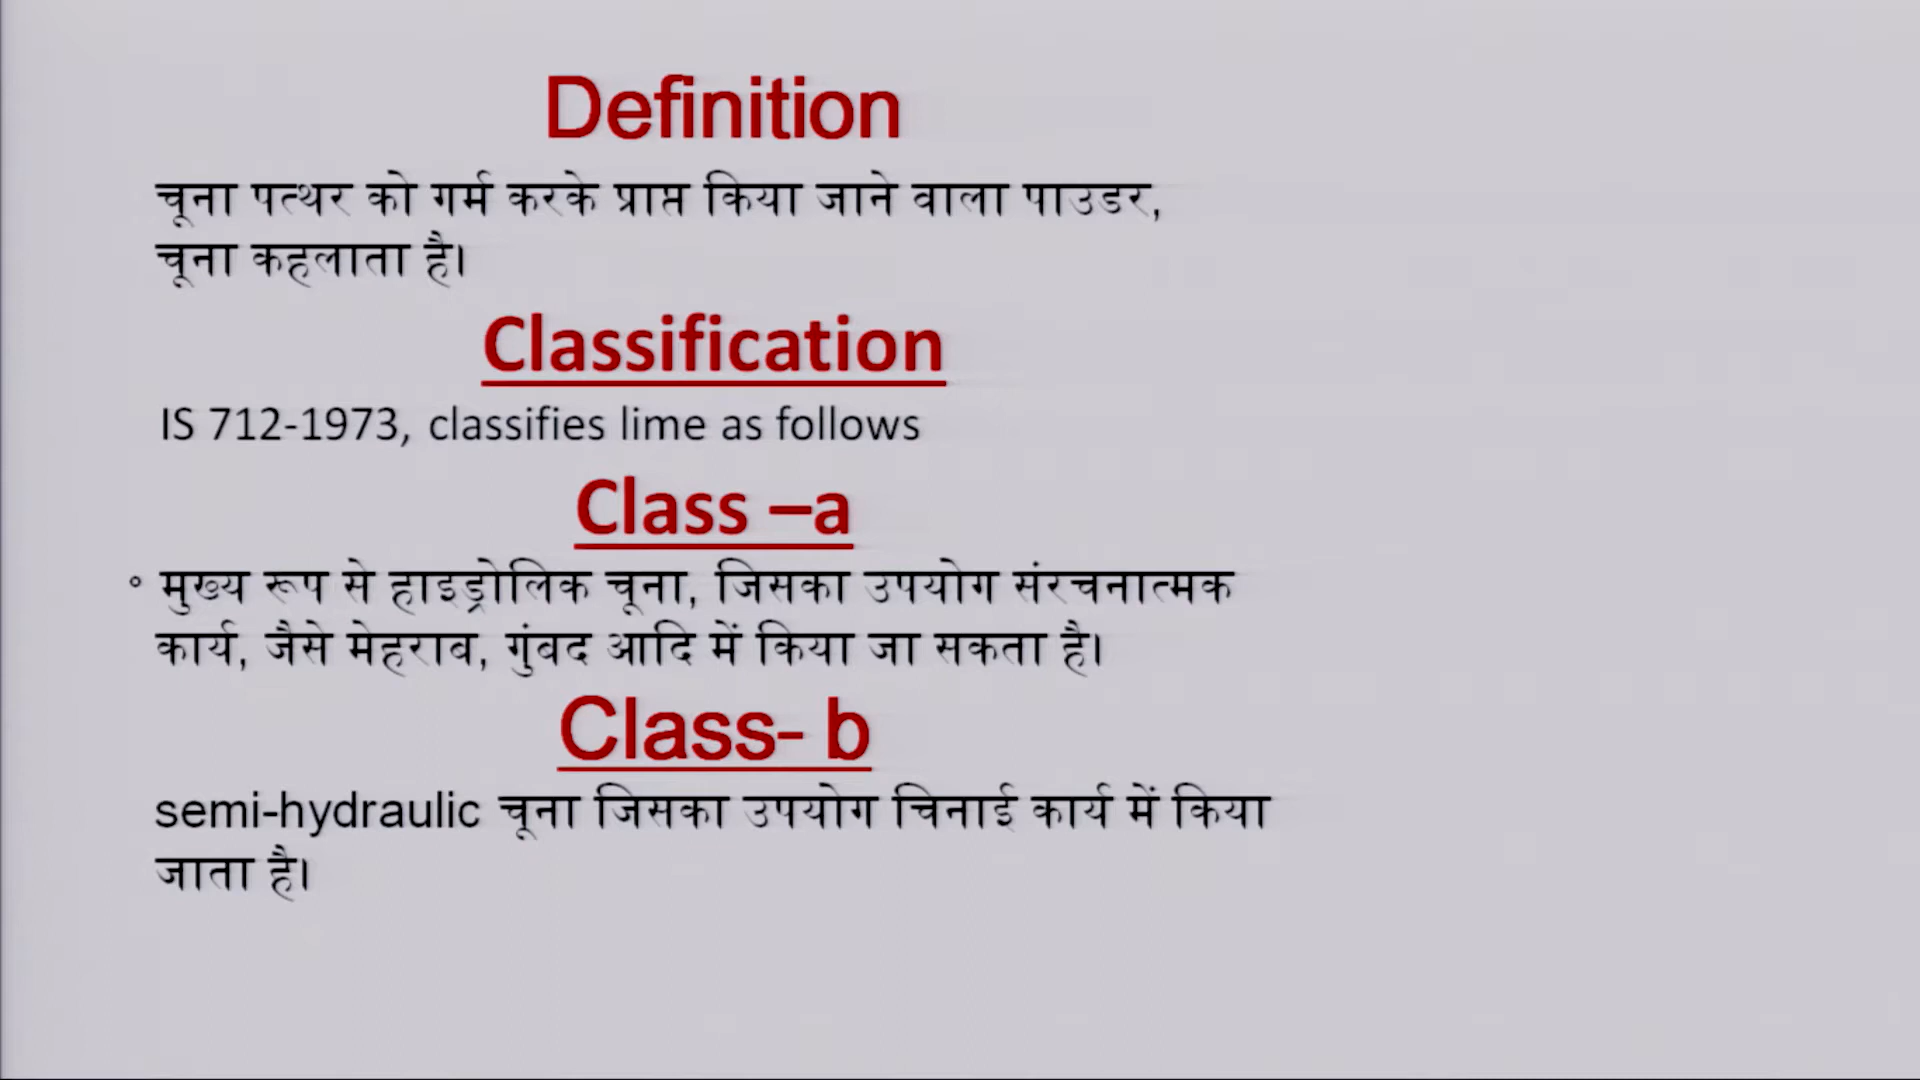 Definition
चूना पत्थर को गर्म करके प्राप्त किया जाने वाला पाउडर,
चूना कहलाता है।
Classification
IS 712-1973, classifies lime as follows
Class –a
° मुख्य रूप से हाइड्रोलिक चूना, जिसका उपयोग संरचनात्मक
कार्य, जैसे मेहराव, गुंवद आदि में किया जा सकता है।
Class- b
semi-hydraulic चूना जिसका उपयोग चिनाई कार्य में किया
जाता है।